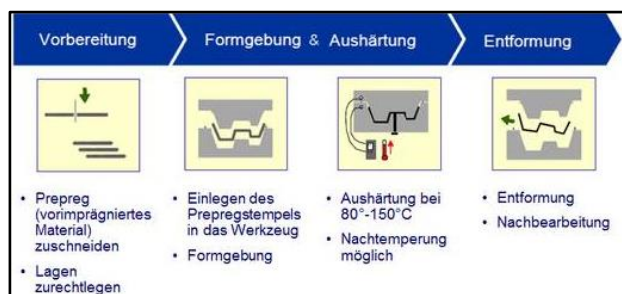 Vorbereitung
Formgebung & Aushärtung
Entformung
• Prepreg
(vorimprägniertes
Material)
zuschneiden
• Lagen
zurechtlegen
• Einlegen des
Prepregstempels
in das Werkzeug
• Formgebung
• Aushärtung bei
80°-150°C
• Nachtemperung
möglich
• Entformung
• Nachbearbeitung